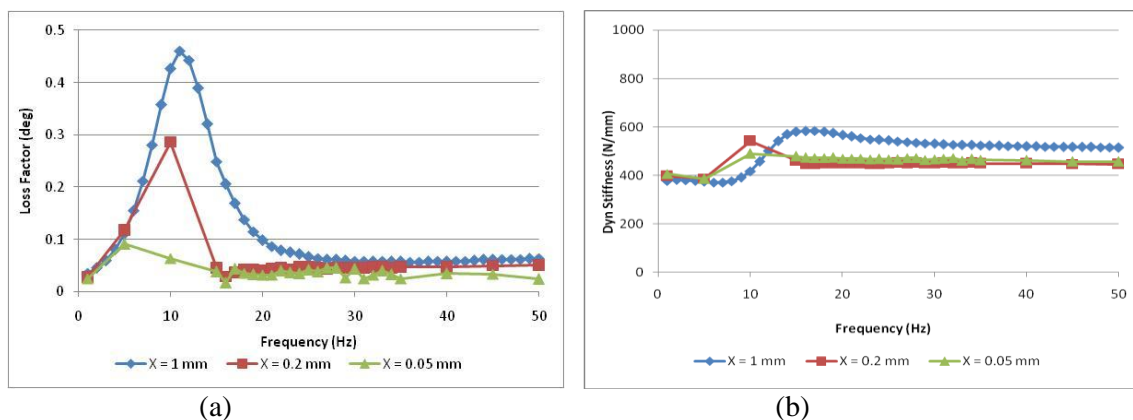 0.5
0.4
0.3
0.2
0.1
0
Loss Factor (deg)
0 10 20 30 40 50
Frequency (Hz)
X = 1 mm X = 0.2 mm X = 0.05 mm
(a)
1000
800
600
400
200
0
Dyn Stiffness (N/mm)
0 10 20 30 40 50
Frequency (Hz)
X = 1 mm X = 0.2 mm X = 0.05 mm
(b)